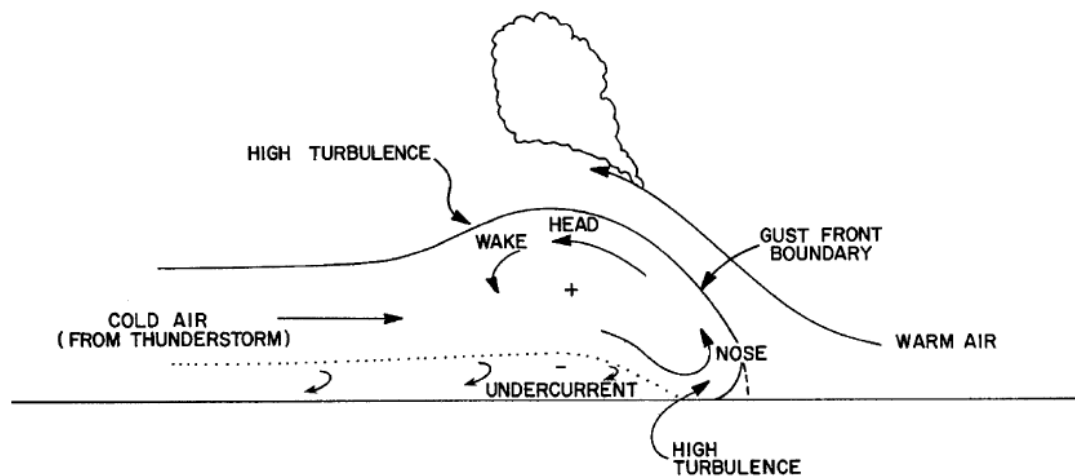 HIGH TURBULENCE
HEAD
WAKE
GUST FRONT
BOUNDARY
+
COLD AIR
(FROM THUNDERSTORM)
NOSE
WARM AIR
-
UNDERCURRENT
HIGH
TURBULENCE